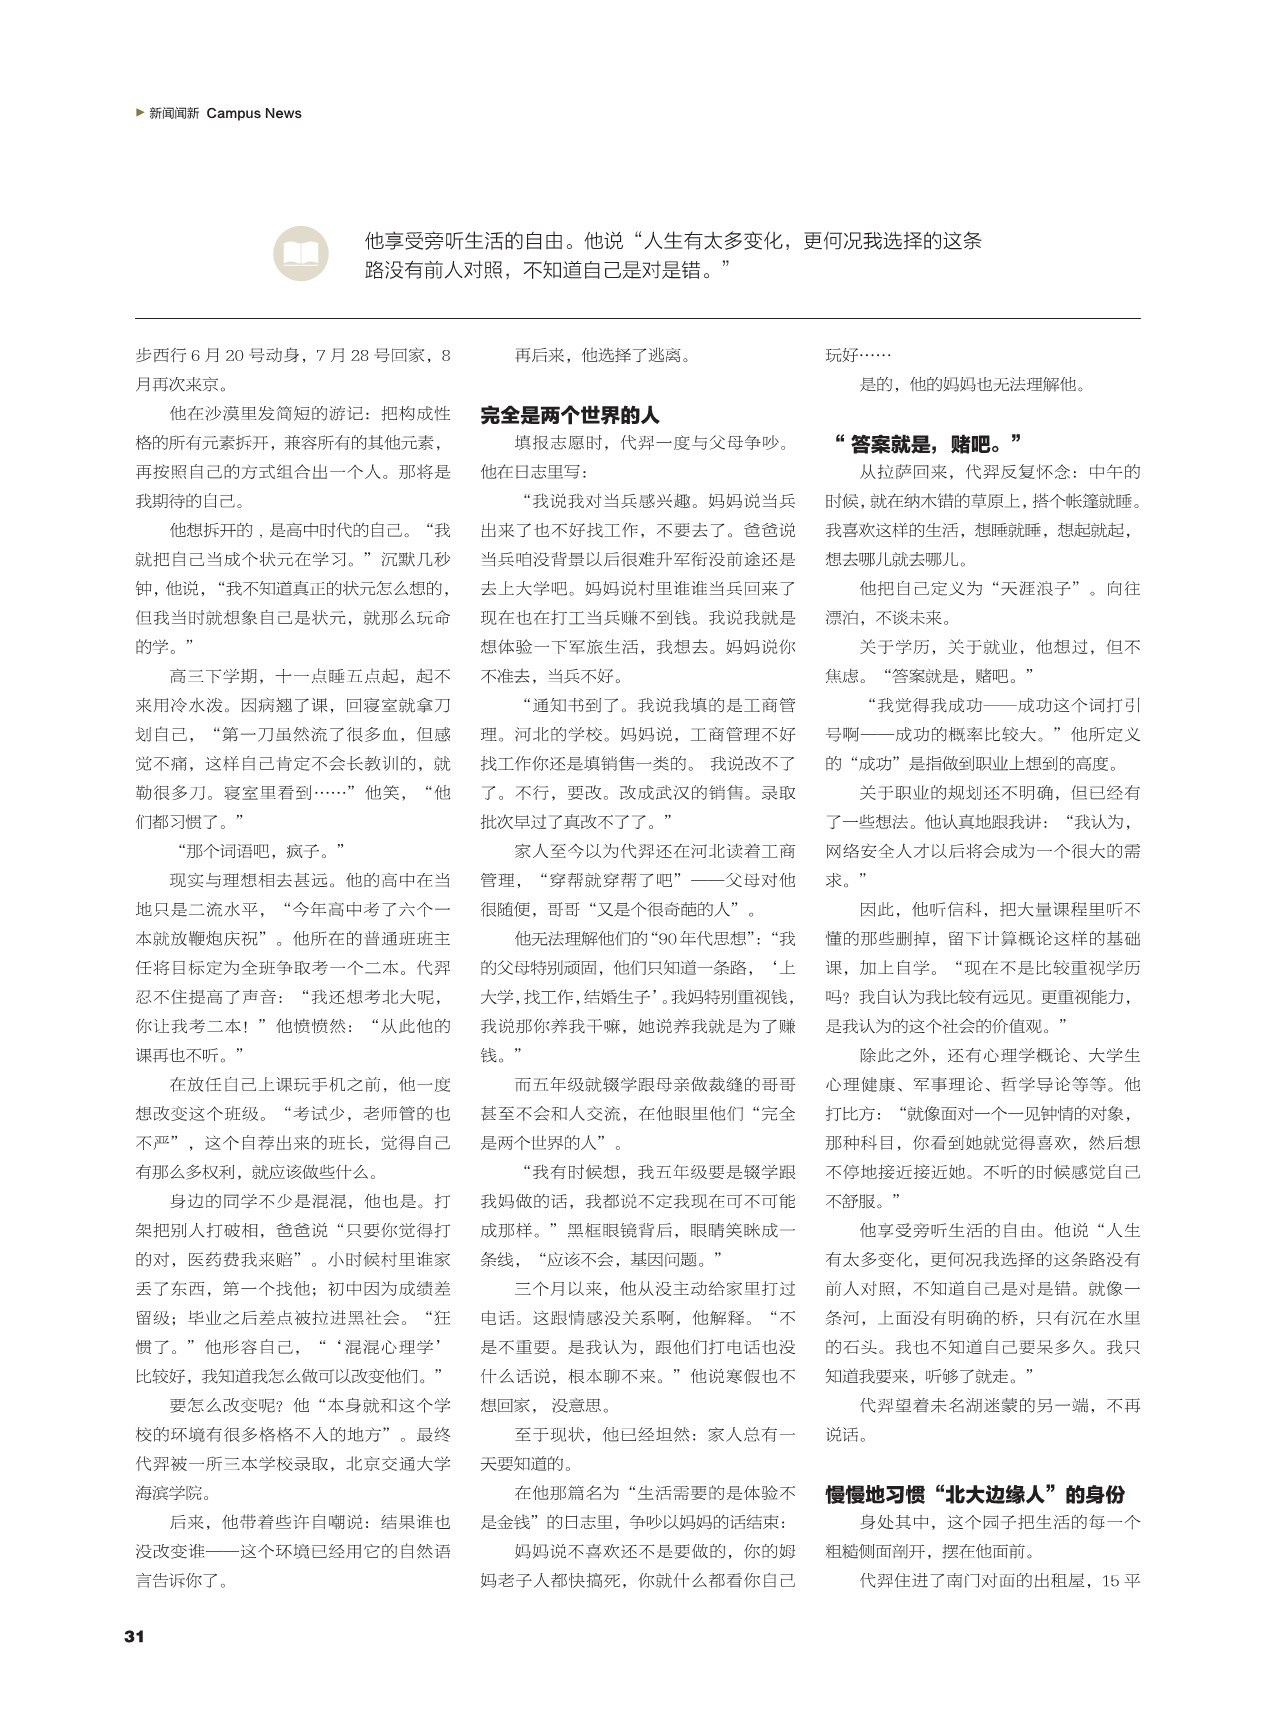 ▶ 新闻闻新 Campus News
他享受旁听生活的自由。他说“人生有太多变化，更何况我选择的这条
路没有前人对照，不知道自己是对是错。”
步西行 6 月 20 号动身，7 月 28 号回家，8
月再次来京。
他在沙漠里发简短的游记：把构成性
格的所有元素拆开，兼容所有的其他元素，
再按照自己的方式组合出一个人。那将是
我期待的自己。
他想拆开的，是高中时代的自己。“我
就把自己当成个状元在学习。”沉默几秒
钟，他说，“我不知道真正的状元怎么想的，
但我当时就想象自己是状元，就那么玩命
的学。”
高三下学期，十一点睡五点起，起不
来用冷水泼。因病翘了课，回寝室就拿刀
划自己，“第一刀虽然流了很多血，但感
觉不痛，这样自己肯定不会长教训的，就
勒很多刀。寝室里看到……”他笑，“他
们都习惯了。”
“那个词语吧，疯子。”
现实与理想相去甚远。他的高中在当
地只是二流水平，“今年高中考了六个一
本就放鞭炮庆祝”。他所在的普通班班主
任将目标定为全班争取考一个二本。代羿
忍不住提高了声音：“我还想考北大呢，
你让我考二本！”他愤愤然：“从此他的
课再也不听。”
在放任自己上课玩手机之前，他一度
想改变这个班级。“考试少，老师管的也
不严”，这个自荐出来的班长，觉得自己
有那么多权利，就应该做些什么。
身边的同学不少是混混，他也是。打
架把别人打破相，爸爸说“只要你觉得打
的对，医药费我来赔”。小时候村里谁家
丢了东西，第一个找他；初中因为成绩差
留级；毕业之后差点被拉进黑社会。“狂
惯了。”他形容自己，“‘混混心理学’
比较好，我知道我怎么做可以改变他们。”
要怎么改变呢？他“本身就和这个学
校的环境有很多格格不入的地方”。最终
代羿被一所三本学校录取，北京交通大学
海滨学院。
后来，他带着些许自嘲说：结果谁也
没改变谁——这个环境已经用它的自然语
言告诉你了。
再后来，他选择了逃离。
完全是两个世界的人
填报志愿时，代羿一度与父母争吵。
他在日志里写：
“我说我对当兵感兴趣。妈妈说当兵
出来了也不好找工作，不要去了。爸爸说
当兵咱没背景以后很难升军衔没前途还是
去上大学吧。妈妈说村里谁谁当兵回来了
现在也在打工当兵赚不到钱。我说我就是
想体验一下军旅生活，我想去。妈妈说你
不准去，当兵不好。
“通知书到了。我说我填的是工商管
理。河北的学校。妈妈说，工商管理不好
找工作你还是填销售一类的。 我说改不了
了。不行，要改。改成武汉的销售。录取
批次早过了真改不了了。”
家人至今以为代羿还在河北读着工商
管理，“穿帮就穿帮了吧”——父母对他
很随便，哥哥“又是个很奇葩的人”。
他无法理解他们的“90 年代思想”：“我
的父母特别顽固，他们只知道一条路，‘上
大学，找工作，结婚生子’。我妈特别重视钱，
我说那你养我干嘛，她说养我就是为了赚
钱。”
而五年级就辍学跟母亲做裁缝的哥哥
甚至不会和人交流，在他眼里他们“完全
是两个世界的人”。
“我有时候想，我五年级要是辍学跟
我妈做的话，我都说不定我现在可不可能
成那样。”黑框眼镜背后，眼睛笑眯成一
条线，“应该不会，基因问题。”
三个月以来，他从没主动给家里打过
电话。这跟情感没关系啊，他解释。“不
是不重要。是我认为，跟他们打电话也没
什么话说，根本聊不来。”他说寒假也不
想回家， 没意思。
至于现状，他已经坦然：家人总有一
天要知道的。
在他那篇名为“生活需要的是体验不
是金钱”的日志里，争吵以妈妈的话结束：
妈妈说不喜欢还不是要做的，你的姆
妈老子人都快搞死，你就什么都看你自己
玩好……
是的，他的妈妈也无法理解他。
“ 答案就是，赌吧。”
从拉萨回来，代羿反复怀念：中午的
时候，就在纳木错的草原上，搭个帐篷就睡。
我喜欢这样的生活，想睡就睡，想起就起，
想去哪儿就去哪儿。
他把自己定义为“天涯浪子”。向往
漂泊，不谈未来。
关于学历，关于就业，他想过，但不
焦虑。“答案就是，赌吧。”
“我觉得我成功——成功这个词打引
号啊——成功的概率比较大。”他所定义
的“成功”是指做到职业上想到的高度。
关于职业的规划还不明确，但已经有
了一些想法。他认真地跟我讲：“我认为，
网络安全人才以后将会成为一个很大的需
求。”
因此，他听信科，把大量课程里听不
懂的那些删掉，留下计算概论这样的基础
课，加上自学。“现在不是比较重视学历
吗？我自认为我比较有远见。更重视能力，
是我认为的这个社会的价值观。”
除此之外，还有心理学概论、大学生
心理健康、军事理论、哲学导论等等。他
打比方：“就像面对一个一见钟情的对象，
那种科目，你看到她就觉得喜欢，然后想
不停地接近接近她。不听的时候感觉自己
不舒服。”
他享受旁听生活的自由。他说“人生
有太多变化，更何况我选择的这条路没有
前人对照，不知道自己是对是错。就像一
条河，上面没有明确的桥，只有沉在水里
的石头。我也不知道自己要呆多久。我只
知道我要来，听够了就走。”
代羿望着未名湖迷蒙的另一端，不再
说话。
慢慢地习惯“北大边缘人”的身份
身处其中，这个园子把生活的每一个
粗糙侧面剖开，摆在他面前。
代羿住进了南门对面的出租屋，15 平
31